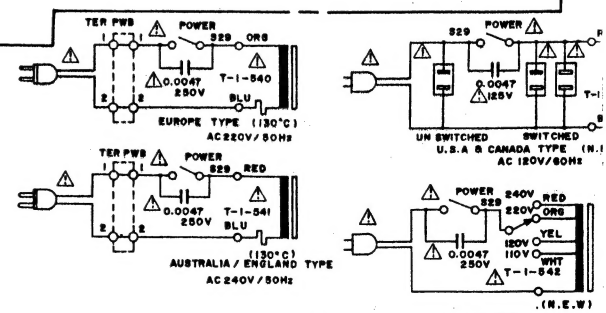 TER PWB POWER
1 1 S29 ORG
0.0047
250V
T-1-540
2 2 BLU
EUROPE TYPE (130°C)
AC 220V/50Hz
POWER
S29
0.0047
125V
UNSWITCHED SWITCHED
U.S.A & CANADA TYPE
AC 120V/60Hz
TER PWB POWER
1 1 S29 RED
0.0047
250V
T-1-541
2 2 BLU
(130°C)
AUSTRALIA / ENGLAND TYPE
AC 240V/50Hz
POWER
S29
240V RED
220V ORG
YEL
120V
110V
WHT
0.0047
250V
T-1-542
(N.E.W)